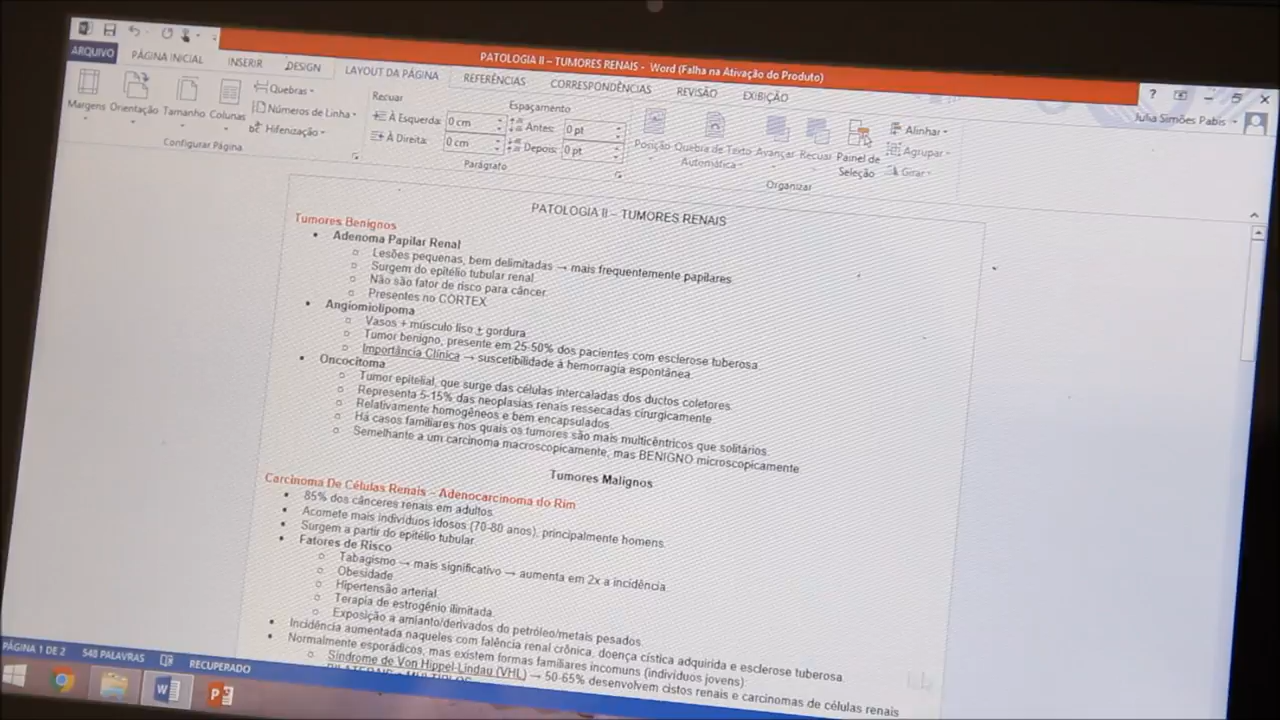 PATOLOGIA II – TUMORES RENAIS - Word (Falha na Ativação do Produto)
ARQUIVO PÁGINA INICIAL INSERIR DESIGN LAYOUT DA PÁGINA REFERÊNCIAS CORRESPONDÊNCIAS REVISÃO EXIBIÇÃO
Julia Simões Pabis
Margens Orientação Tamanho Colunas
Quebras
Números de Linha
Hifenização
Configurar Página
Recuar
À Esquerda: 0 cm
À Direita: 0 cm
Espaçamento
Antes: 0 pt
Depois: 0 pt
Parágrafo
Posição Quebra de Texto Automática Avançar Recuar Painel de Seleção
Alinhar
Agrupar
Girar
Organizar
PATOLOGIA II – TUMORES RENAIS
Tumores Benignos
• Adenoma Papilar Renal
o Lesões pequenas, bem delimitadas → mais frequentemente papilares.
o Surgem do epitélio tubular renal.
o Não são fator de risco para câncer.
o Presentes no CÓRTEX.
• Angiomiolipoma
o Vasos + músculo liso ± gordura.
o Tumor benigno, presente em 25-50% dos pacientes com esclerose tuberosa.
o Importância Clínica → suscetibilidade à hemorragia espontânea.
• Oncocitoma
o Tumor epitelial, que surge das células intercaladas dos ductos coletores.
o Representa 5-15% das neoplasias renais ressecadas cirurgicamente.
o Relativamente homogêneos e bem encapsulados.
o Há casos familiares nos quais os tumores são mais multicêntricos que solitários.
o Semelhante a um carcinoma macroscopicamente, mas BENIGNO microscopicamente.
Tumores Malignos
Carcinoma De Células Renais – Adenocarcinoma do Rim
• 85% dos cânceres renais em adultos.
• Acomete mais indivíduos idosos (70-80 anos), principalmente homens.
• Surgem a partir do epitélio tubular.
• Fatores de Risco
o Tabagismo → mais significativo → aumenta em 2x a incidência.
o Obesidade
o Hipertensão arterial.
o Terapia de estrogênio ilimitada.
o Exposição a amianto/derivados do petróleo/metais pesados.
• Incidência aumentada naqueles com falência renal crônica, doença cística adquirida e esclerose tuberosa.
• Normalmente esporádicos, mas existem formas familiares incomuns (indivíduos jovens):
o Síndrome de Von Hippel-Lindau (VHL) → 50-65% desenvolvem cistos renais e carcinomas de células renais
PÁGINA 1 DE 2 548 PALAVRAS RECUPERADO